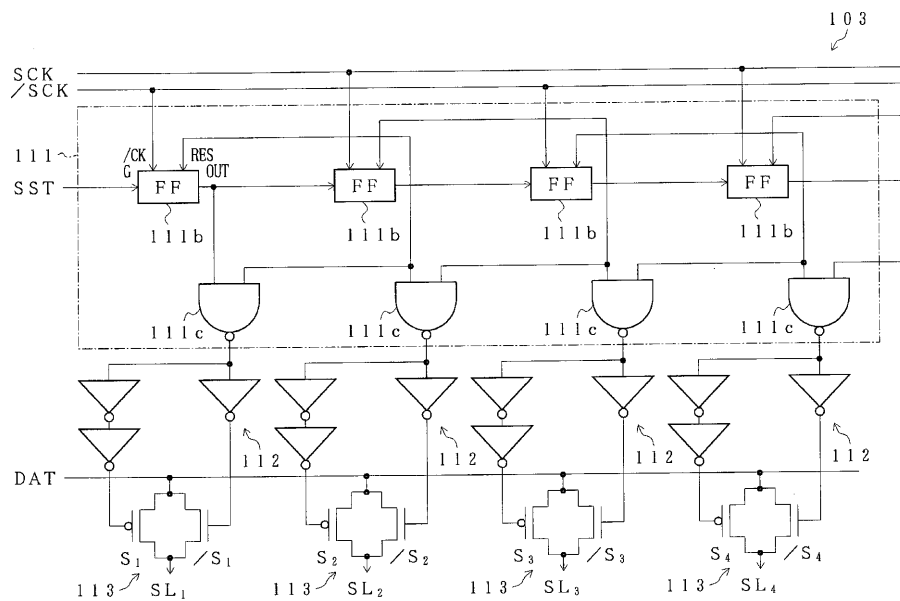 103
SCK
/SCK
111
/CK
G
RES
OUT
SST
FF
FF
FF
FF
111b
111b
111b
111b
111c
111c
111c
111c
112
112
112
112
DAT
S1
/S1
S2
/S2
S3
/S3
S4
/S4
113
SL1
113
SL2
113
SL3
113
SL4